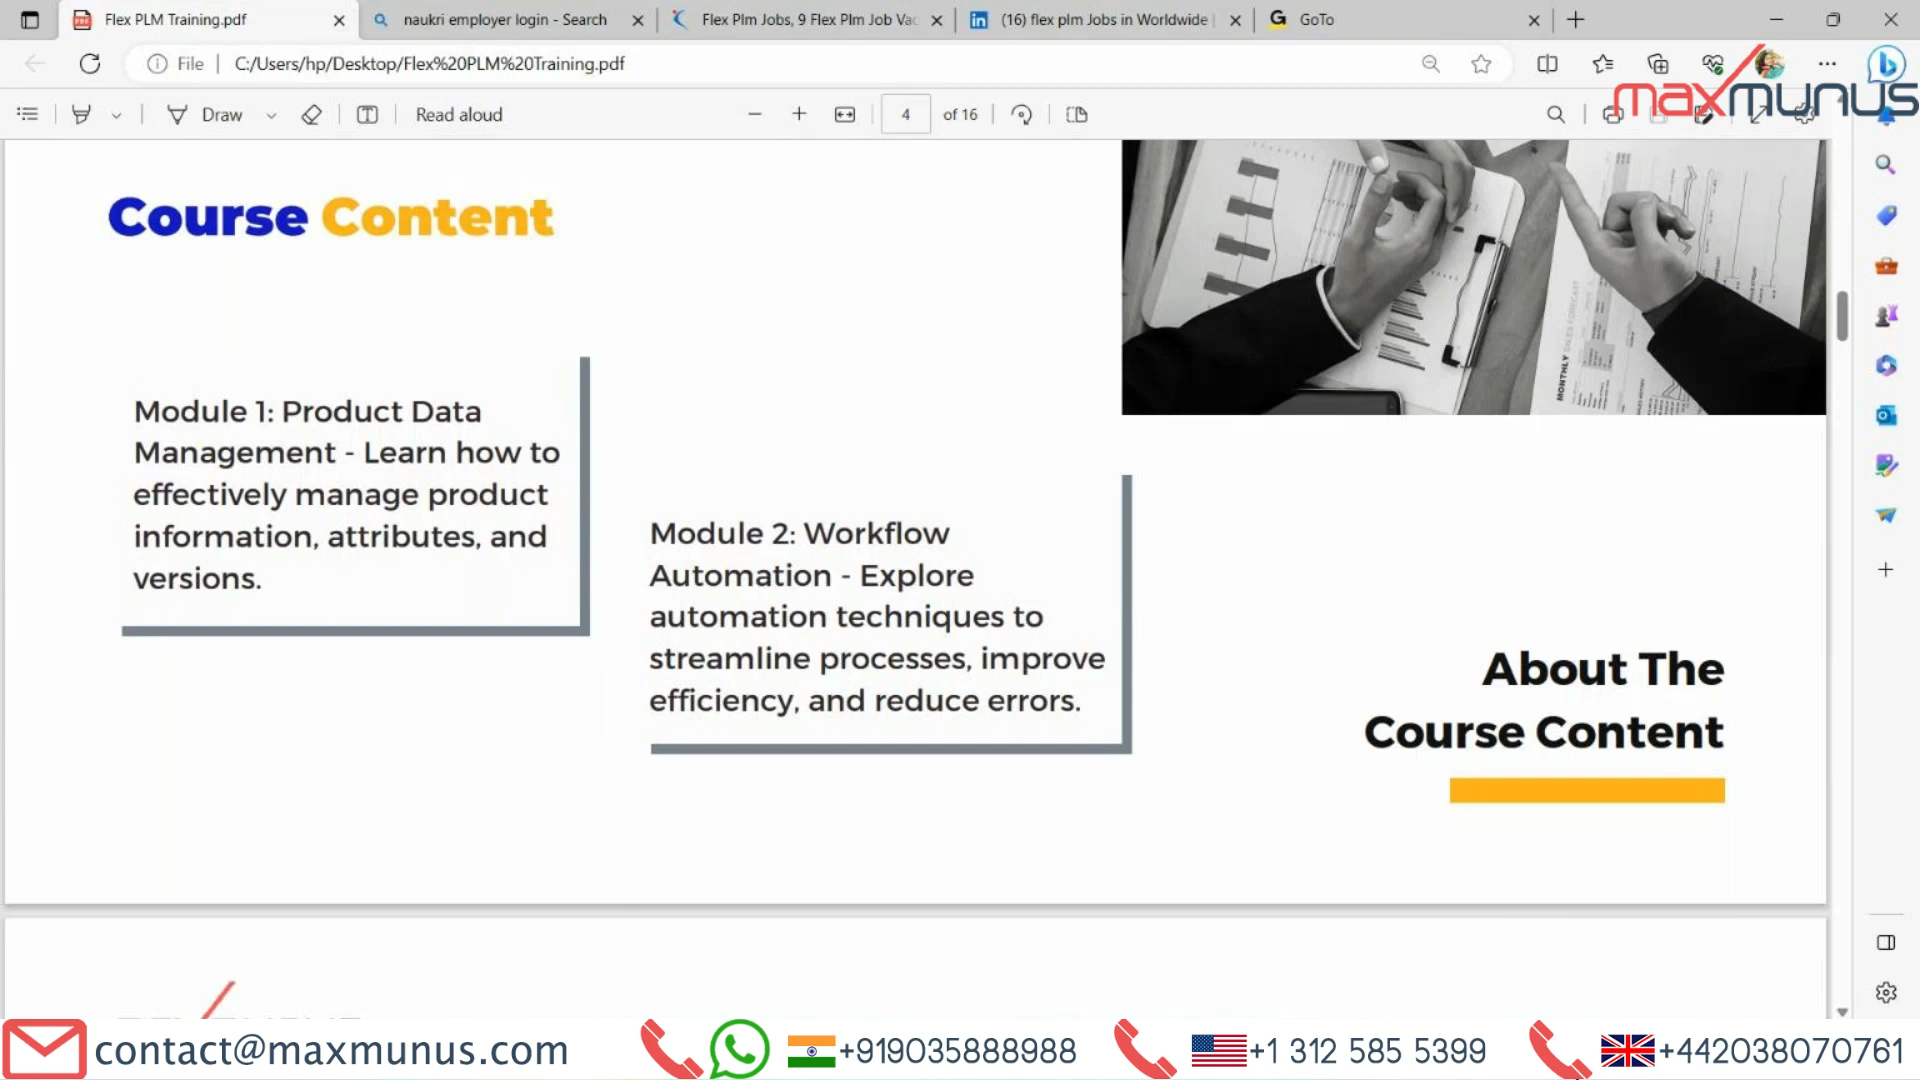 Flex PLM Training.pdf
naukri employer login - Search
Flex Plm Jobs, 9 Flex Plm Job Vac
(16) flex plm Jobs in Worldwide
GoTo
File
C:/Users/hp/Desktop/Flex%20PLM%20Training.pdf
maxmunus
Draw
Read aloud
4 of 16
Course Content
MONTHLY SALES FORECAST
Module 1: Product Data
Management - Learn how to
effectively manage product
information, attributes, and
versions.
Module 2: Workflow
Automation - Explore
automation techniques to
streamline processes, improve
efficiency, and reduce errors.
About The
Course Content
contact@maxmunus.com
+919035888988
+1 312 585 5399
+442038070761